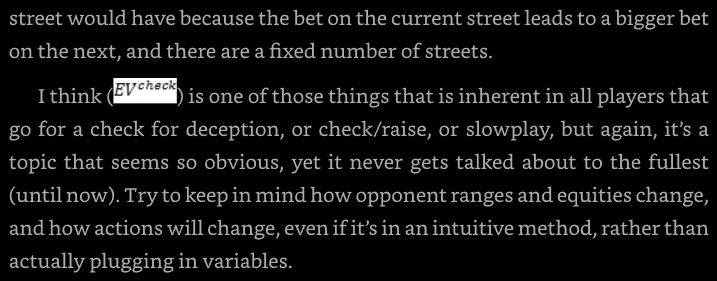 street would have because the bet on the current street leads to a bigger bet
on the next, and there are a fixed number of streets.
I think (EV^check) is one of those things that is inherent in all players that
go for a check for deception, or check/raise, or slowplay, but again, it's a
topic that seems so obvious, yet it never gets talked about to the fullest
(until now). Try to keep in mind how opponent ranges and equities change,
and how actions will change, even if it's in an intuitive method, rather than
actually plugging in variables.